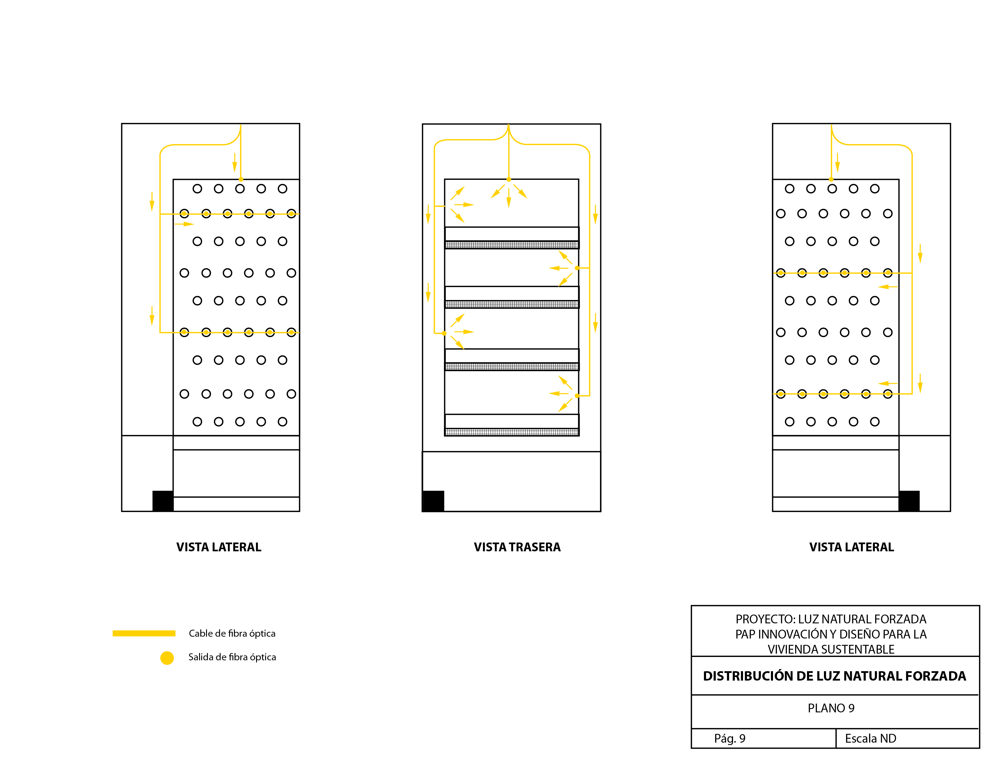 VISTA LATERAL
VISTA TRASERA
VISTA LATERAL
Cable de fibra óptica
Salida de fibra óptica
PROYECTO: LUZ NATURAL FORZADA
PAP INNOVACIÓN Y DISEÑO PARA LA
VIVIENDA SUSTENTABLE
DISTRIBUCIÓN DE LUZ NATURAL FORZADA
PLANO 9
Pág. 9
Escala ND